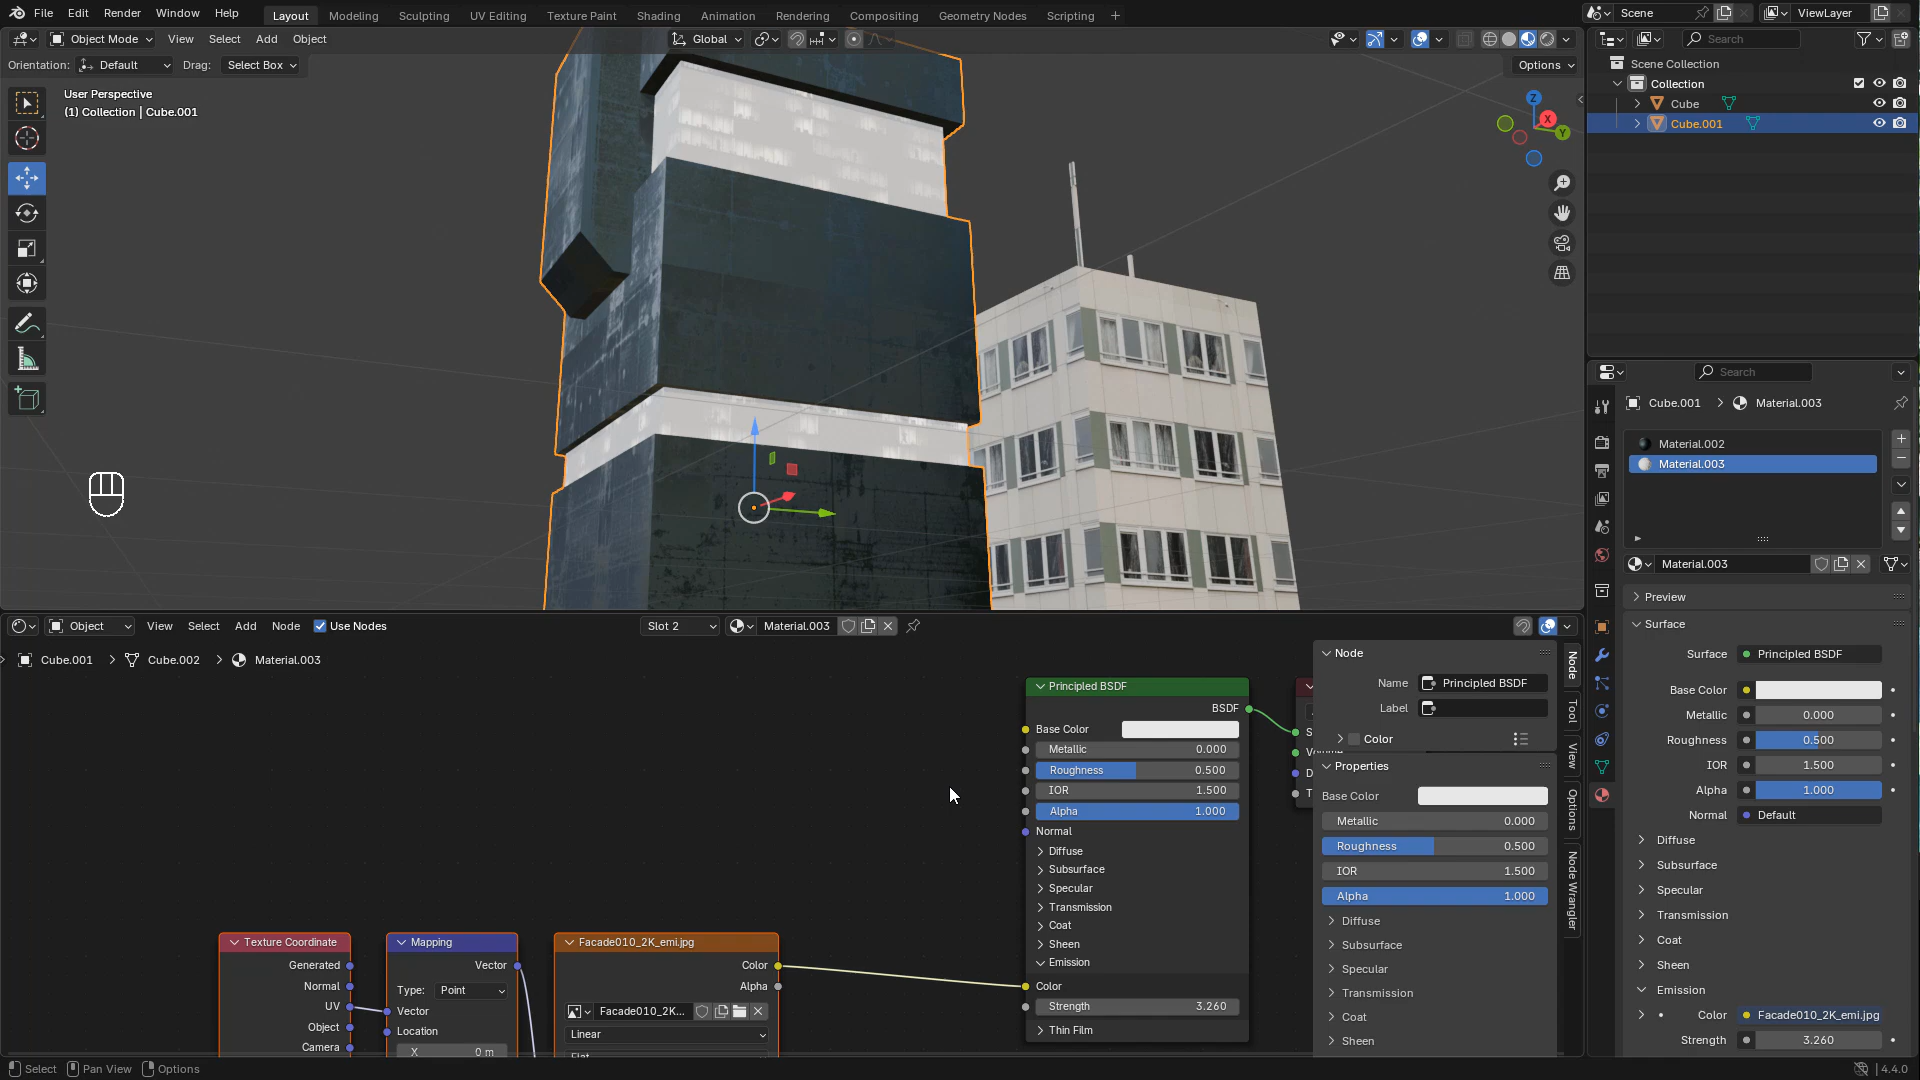 File Edit Render Window Help Layout Modeling Sculpting UV Editing Texture Paint Shading Animation Rendering Compositing Geometry Nodes Scripting + Scene ViewLayer
Object Mode View Select Add Object Global Search
Orientation: Default Drag: Select Box Options
User Perspective
(1) Collection | Cube.001
Z
X
Y
Scene Collection
Collection
Cube
Cube.001
Search
Cube.001 > Material.003
Material.002
Material.003
Material.003
Preview
Surface
Surface Principled BSDF
Base Color
Metallic 0.000
Roughness 0.500
IOR 1.500
Alpha 1.000
Normal Default
Diffuse
Subsurface
Specular
Transmission
Coat
Sheen
Emission
Color Facade010_2K_emi.jpg
Strength 3.260
Object View Select Add Node Use Nodes Slot 2 Material.003
Cube.001 > Cube.002 > Material.003
Principled BSDF
BSDF
Base Color
Metallic 0.000
Roughness 0.500
IOR 1.500
Alpha 1.000
Normal
Diffuse
Subsurface
Specular
Transmission
Coat
Sheen
Emission
Color
Strength 3.260
Thin Film
Texture Coordinate
Generated
Normal
UV
Object
Camera
Mapping
Vector
Type: Point
Vector
Location
X 0 m
Facade010_2K_emi.jpg
Color
Alpha
Facade010_2K...
Linear
Flat
Node
Name Principled BSDF
Label
Color
Properties
Base Color
Metallic 0.000
Roughness 0.500
IOR 1.500
Alpha 1.000
Diffuse
Subsurface
Specular
Transmission
Coat
Sheen
Node
Tool
View
Options
Node Wrangler
Select Pan View Options 4.4.0